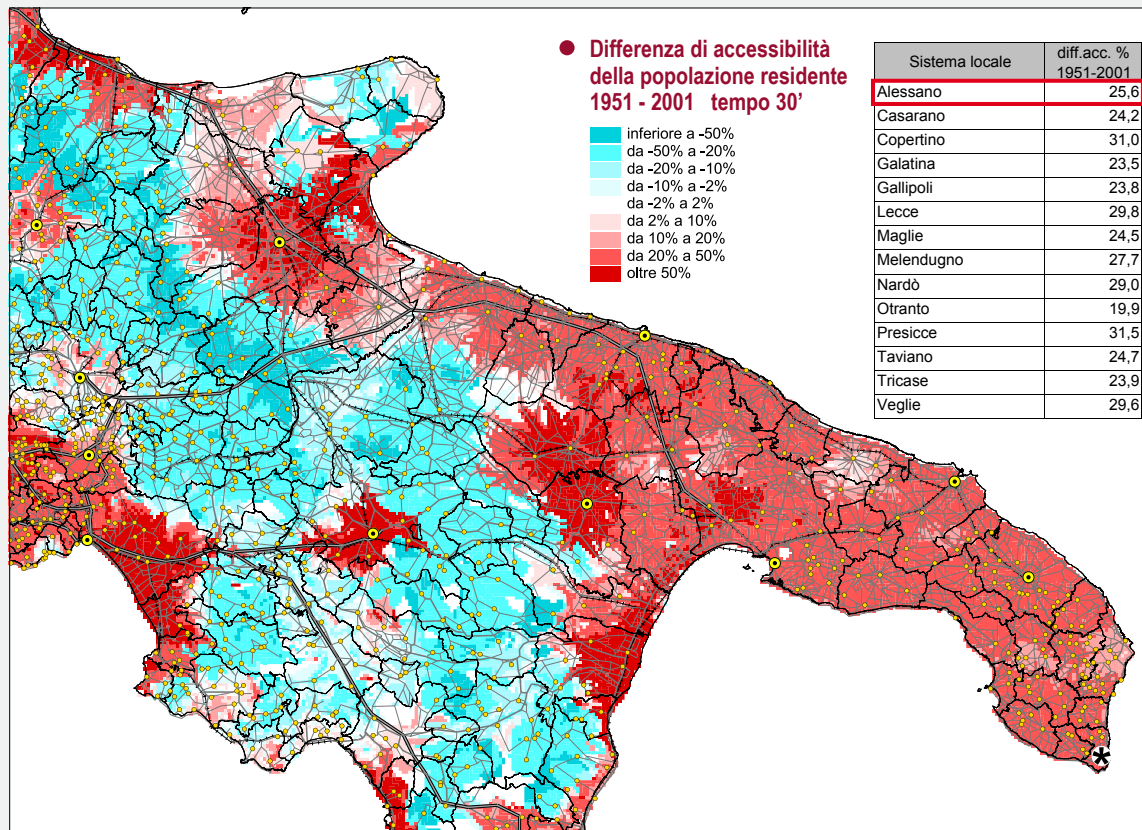 Differenza di accessibilità
della popolazione residente
1951 - 2001 tempo 30’
inferiore a -50%
da -50% a -20%
da -20% a -10%
da -10% a -2%
da -2% a 2%
da 2% a 10%
da 10% a 20%
da 20% a 50%
oltre 50%
Sistema locale diff.acc. %
1951-2001
Alessano 25,6
Casarano 24,2
Copertino 31,0
Galatina 23,5
Gallipoli 23,8
Lecce 29,8
Maglie 24,5
Melendugno 27,7
Nardò 29,0
Otranto 19,9
Presicce 31,5
Taviano 24,7
Tricase 23,9
Veglie 29,6
*